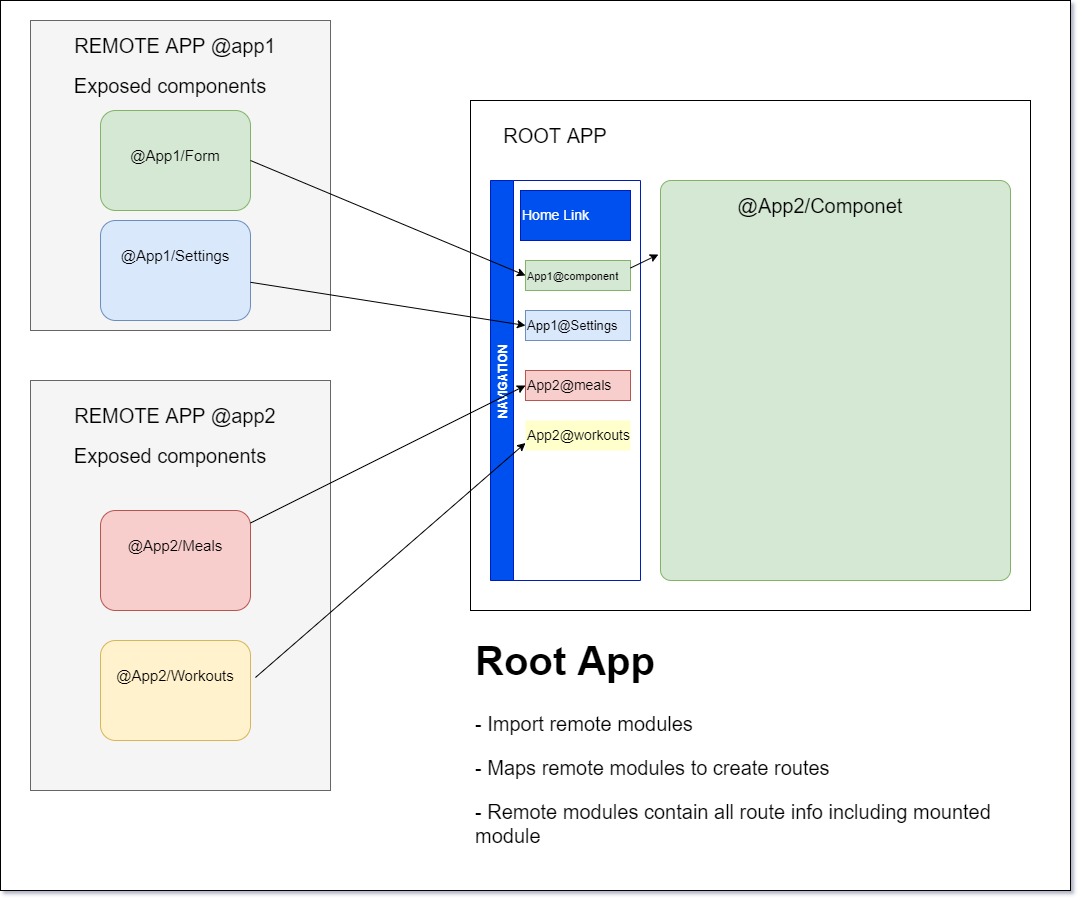 REMOTE APP @app1
Exposed components
@App1/Form
@App1/Settings
REMOTE APP @app2
Exposed components
@App2/Meals
@App2/Workouts
ROOT APP
NAVIGATION
Home Link
App1@component
App1@Settings
App2@meals
App2@workouts
@App2/Componet
Root App
- Import remote modules
- Maps remote modules to create routes
- Remote modules contain all route info including mounted
module